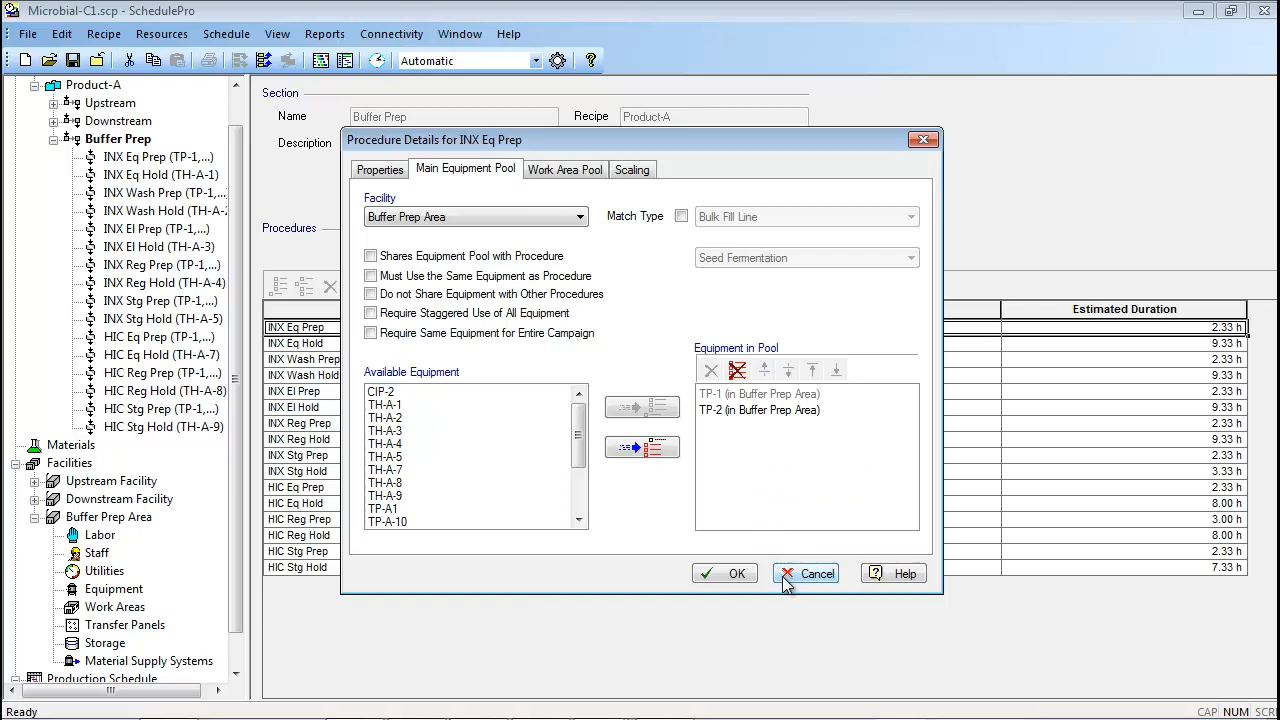 Microbial-C1.scp - SchedulePro
File Edit Recipe Resources Schedule View Reports Connectivity Window Help
Automatic
Product-A
Upstream
Downstream
Buffer Prep
INX Eq Prep (TP-1,...)
INX Eq Hold (TH-A-1)
INX Wash Prep (TP-1,...
INX Wash Hold (TH-A-2
INX El Prep (TP-1,...)
INX El Hold (TH-A-3)
INX Reg Prep (TP-1,...)
INX Reg Hold (TH-A-4)
INX Stg Prep (TP-1,...)
INX Stg Hold (TH-A-5)
HIC Eq Prep (TP-1,...)
HIC Eq Hold (TH-A-7)
HIC Reg Prep (TP-1,...)
HIC Reg Hold (TH-A-8)
HIC Stg Prep (TP-1,...)
HIC Stg Hold (TH-A-9)
Materials
Facilities
Upstream Facility
Downstream Facility
Buffer Prep Area
Labor
Staff
Utilities
Equipment
Work Areas
Transfer Panels
Storage
Material Supply Systems
Production Schedule
Section
Name Buffer Prep Recipe Product-A
Description
Procedures
Estimated Duration
INX Eq Prep 2.33 h
INX Eq Hold 9.33 h
INX Wash Prep 2.33 h
INX Wash Hold 9.33 h
INX El Prep 2.33 h
INX El Hold 9.33 h
INX Reg Prep 2.33 h
INX Reg Hold 9.33 h
INX Stg Prep 2.33 h
INX Stg Hold 3.33 h
HIC Eq Prep 2.33 h
HIC Eq Hold 8.00 h
HIC Reg Prep 3.00 h
HIC Reg Hold 8.00 h
HIC Stg Prep 2.33 h
HIC Stg Hold 7.33 h
Procedure Details for INX Eq Prep
Properties Main Equipment Pool Work Area Pool Scaling
Facility
Buffer Prep Area Match Type Bulk Fill Line
Shares Equipment Pool with Procedure Seed Fermentation
Must Use the Same Equipment as Procedure
Do not Share Equipment with Other Procedures
Require Staggered Use of All Equipment
Require Same Equipment for Entire Campaign
Available Equipment
CIP-2
TH-A-1
TH-A-2
TH-A-3
TH-A-4
TH-A-5
TH-A-7
TH-A-8
TH-A-9
TP-A1
TP-A-10
Equipment in Pool
TP-1 (in Buffer Prep Area)
TP-2 (in Buffer Prep Area)
OK Cancel Help
Ready CAP NUM SCR